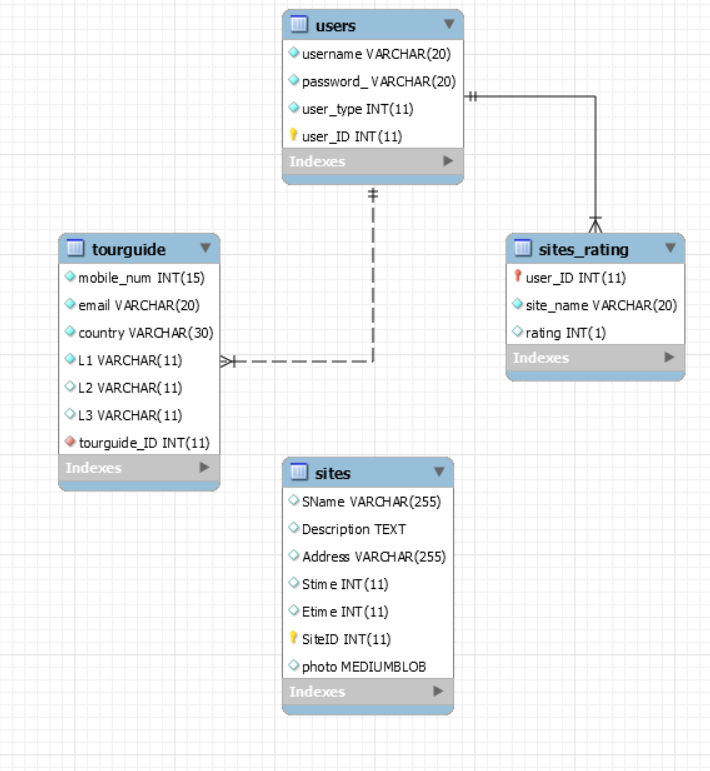 users
username VARCHAR(20)
password_ VARCHAR(20)
user_type INT(11)
user_ID INT(11)
Indexes
tourguide
mobile_num INT(15)
email VARCHAR(20)
country VARCHAR(30)
L1 VARCHAR(11)
L2 VARCHAR(11)
L3 VARCHAR(11)
tourguide_ID INT(11)
Indexes
sites_rating
user_ID INT(11)
site_name VARCHAR(20)
rating INT(1)
Indexes
sites
SName VARCHAR(255)
Description TEXT
Address VARCHAR(255)
Stime INT(11)
Etime INT(11)
SiteID INT(11)
photo MEDIUMBLOB
Indexes